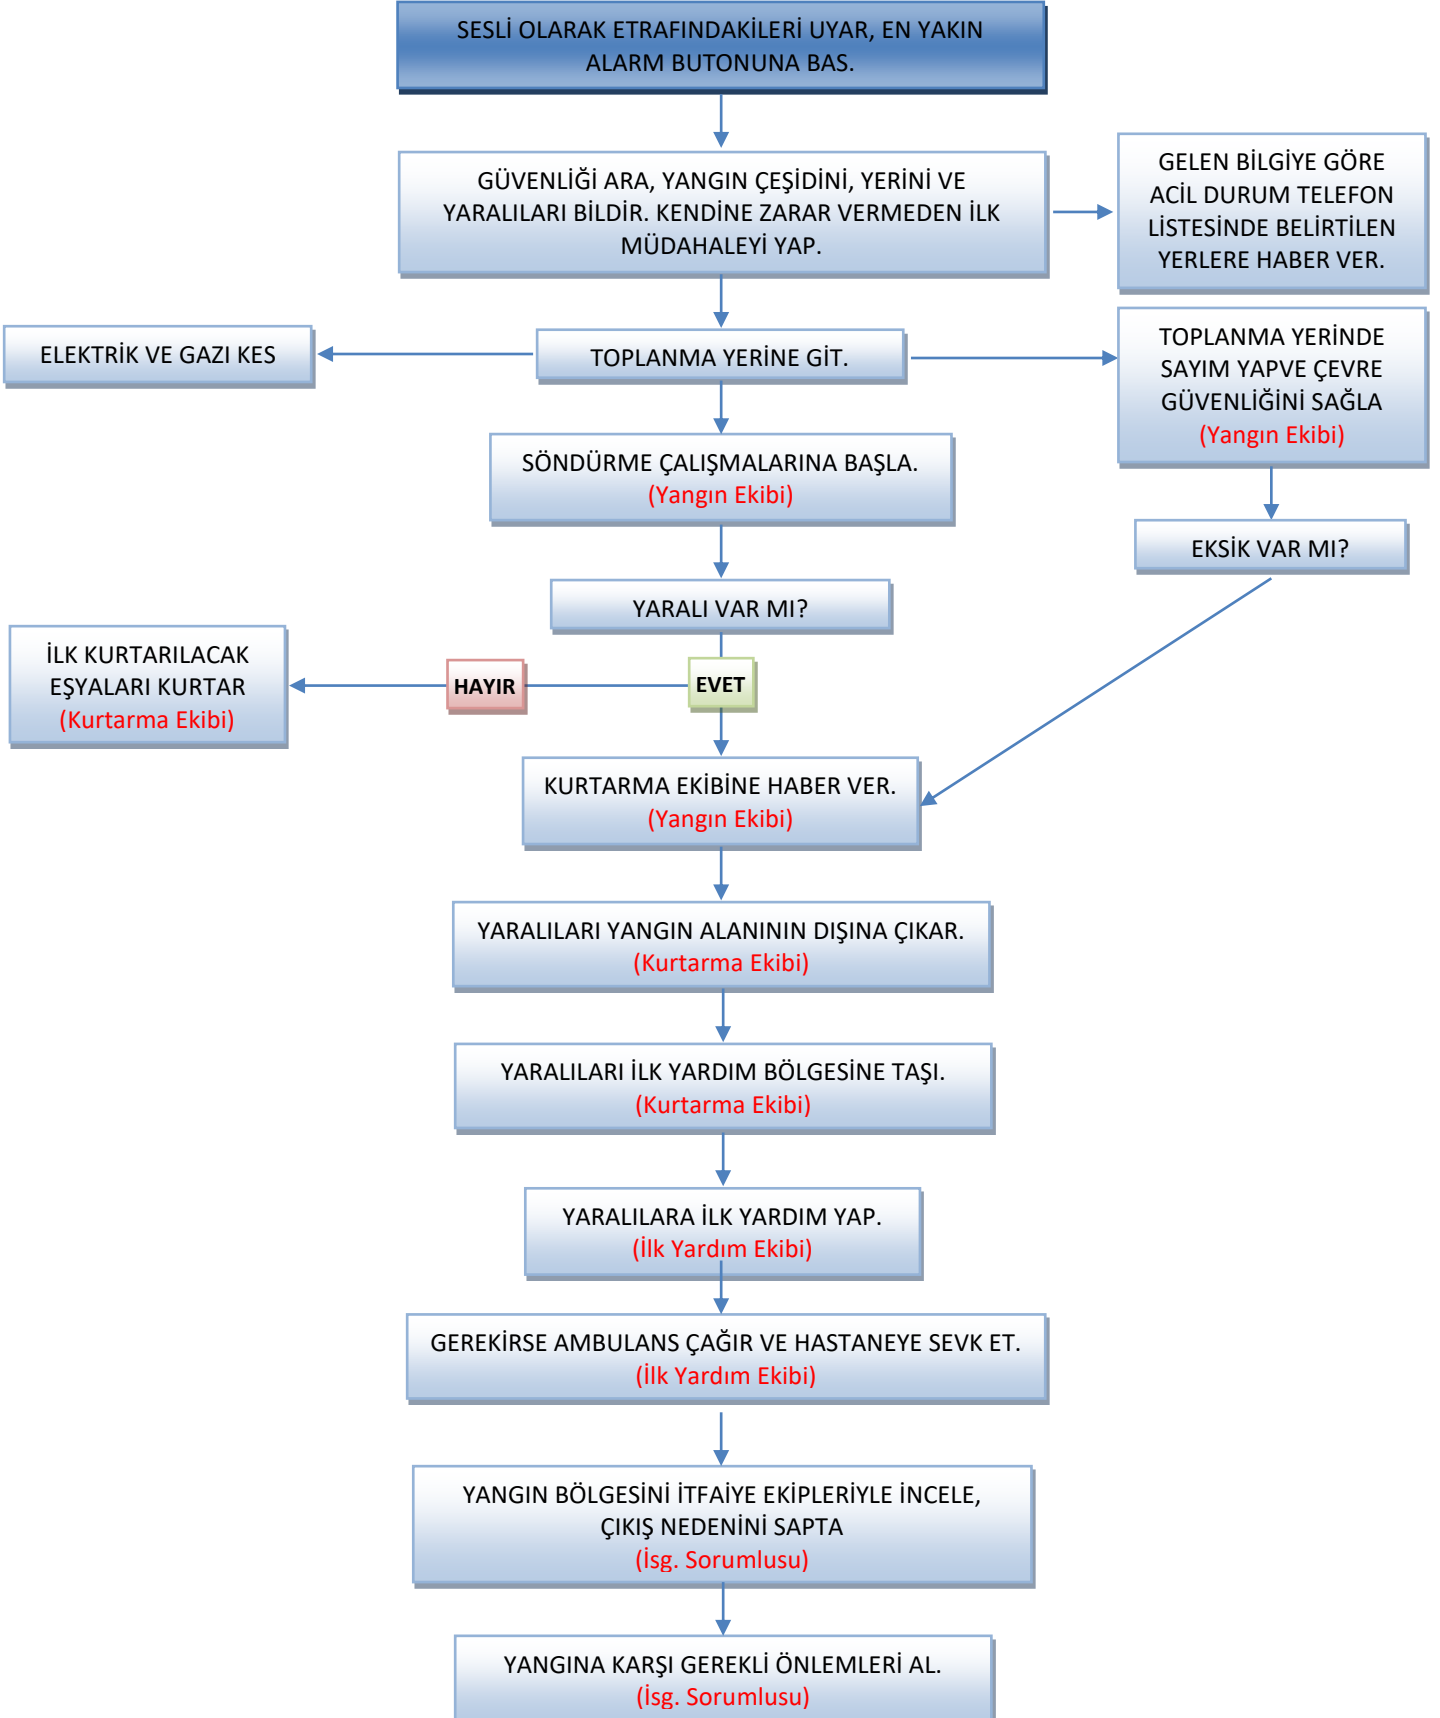 SESLİ OLARAK ETRAFINDAKİLERİ UYAR, EN YAKIN
ALARM BUTONUNA BAS.
GÜVENLİĞİ ARA, YANGIN ÇEŞİDİNİ, YERİNİ VE
YARALILARI BİLDİR. KENDİNE ZARAR VERMEDEN İLK
MÜDAHALEYİ YAP.
GELEN BİLGİYE GÖRE
ACİL DURUM TELEFON
LİSTESİNDE BELİRTİLEN
YERLERE HABER VER.
ELEKTRİK VE GAZI KES
TOPLANMA YERİNE GİT.
TOPLANMA YERİNDE
SAYIM YAPVE ÇEVRE
GÜVENLİĞİNİ SAĞLA
(Yangın Ekibi)
SÖNDÜRME ÇALIŞMALARINA BAŞLA.
(Yangın Ekibi)
EKSİK VAR MI?
YARALI VAR MI?
İLK KURTARILACAK
EŞYALARI KURTAR
(Kurtarma Ekibi)
HAYIR
EVET
KURTARMA EKİBİNE HABER VER.
(Yangın Ekibi)
YARALILARI YANGIN ALANININ DIŞINA ÇIKAR.
(Kurtarma Ekibi)
YARALILARI İLK YARDIM BÖLGESİNE TAŞI.
(Kurtarma Ekibi)
YARALILARA İLK YARDIM YAP.
(İlk Yardım Ekibi)
GEREKİRSE AMBULANS ÇAĞIR VE HASTANEYE SEVK ET.
(İlk Yardım Ekibi)
YANGIN BÖLGESİNİ İTFAİYE EKİPLERİYLE İNCELE,
ÇIKIŞ NEDENİNİ SAPTA
(İsg. Sorumlusu)
YANGINA KARŞI GEREKLİ ÖNLEMLERİ AL.
(İsg. Sorumlusu)